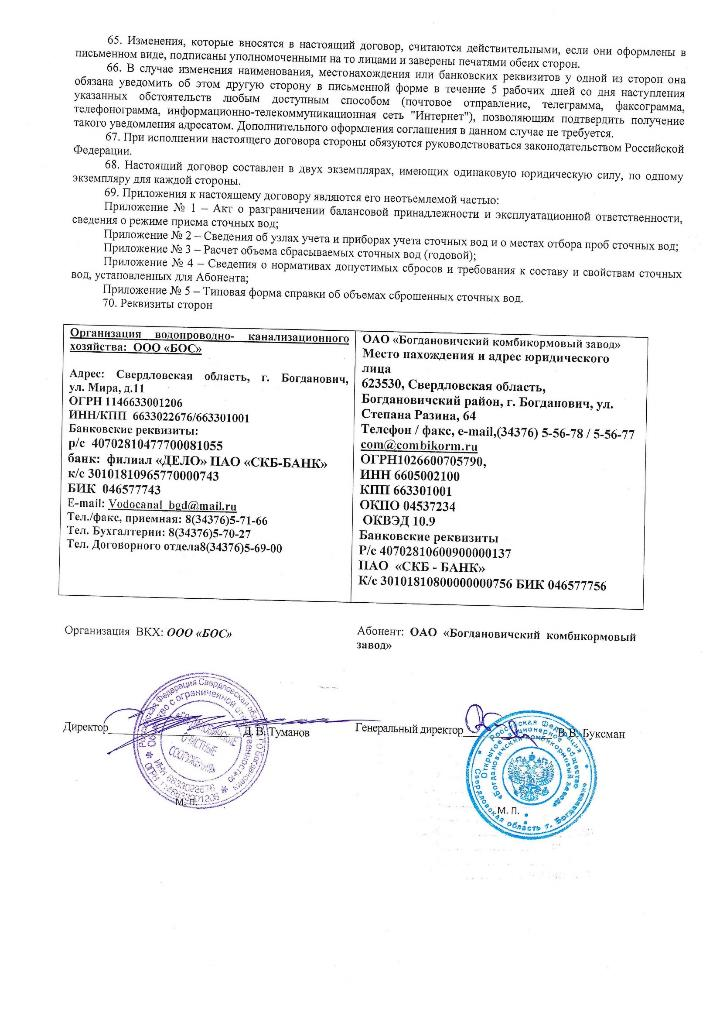 65. Изменения, которые вносятся в настоящий договор, считаются действительными, если они оформлены в
письменном виде, подписаны уполномоченными на то лицами и заверены печатями обеих сторон.
66. В случае изменения наименования, местонахождения или банковских реквизитов у одной из сторон она
обязана уведомить об этом другую сторону в письменной форме в течение 5 рабочих дней со дня наступления
указанных обстоятельств любым доступным способом (почтовое отправление, телеграмма, факсограмма,
телефонограмма, информационно-телекоммуникационная сеть "Интернет"), позволяющим подтвердить получение
такого уведомления адресатом. Дополнительного оформления соглашения в данном случае не требуется.
67. При исполнении настоящего договора стороны обязуются руководствоваться законодательством Российской
Федерации.
68. Настоящий договор составлен в двух экземплярах, имеющих одинаковую юридическую силу, по одному
экземпляру для каждой стороны.
69. Приложения к настоящему договору являются его неотъемлемой частью:
Приложение № 1 – Акт о разграничении балансовой принадлежности и эксплуатационной ответственности,
сведения о режиме приема сточных вод;
Приложение № 2 – Сведения об узлах учета и приборах учета сточных вод и о местах отбора проб сточных вод;
Приложение № 3 – Расчет объема сбрасываемых сточных вод (годовой);
Приложение № 4 – Сведения о нормативах допустимых сбросов и требования к составу и свойствам сточных
вод, установленных для Абонента;
Приложение № 5 – Типовая форма справки об объемах сброшенных сточных вод.
70. Реквизиты сторон
Организация водопроводно- канализационного
хозяйства: ООО «БОС»
Адрес: Свердловская область, г. Богданович,
ул. Мира, д.11
ОГРН 1146633001206
ИНН/КПП 6633022676/663301001
Банковские реквизиты:
р/с 40702810477700081055
банк: филиал «ДЕЛО» ПАО «СКБ-БАНК»
к/с 30101810965770000743
БИК 046577743
E-mail: Vodocanal_bgd@mail.ru
Тел./факс, приемная: 8(34376)5-71-66
Тел. Бухгалтерии: 8(34376)5-70-27
Тел. Договорного отдела8(34376)5-69-00
ОАО «Богдановичский комбикормовый завод»
Место нахождения и адрес юридического
лица
623530, Свердловская область,
Богдановичский район, г. Богданович, ул.
Степана Разина, 64
Телефон / факс, e-mail,(34376) 5-56-78 / 5-56-77
com@combikorm.ru
ОГРН1026600705790,
ИНН 6605002100
КПП 663301001
ОКПО 04537234
ОКВЭД 10.9
Банковские реквизиты
Р/с 40702810600900000137
ПАО «СКБ - БАНК»
К/с 30101810800000000756 БИК 046577756
Организация ВКХ: ООО «БОС»
Абонент: ОАО «Богдановичский комбикормовый
завод»
Директор
Д. В. Туманов
М. П.
Генеральный директор
В.В. Буксман
М. П.